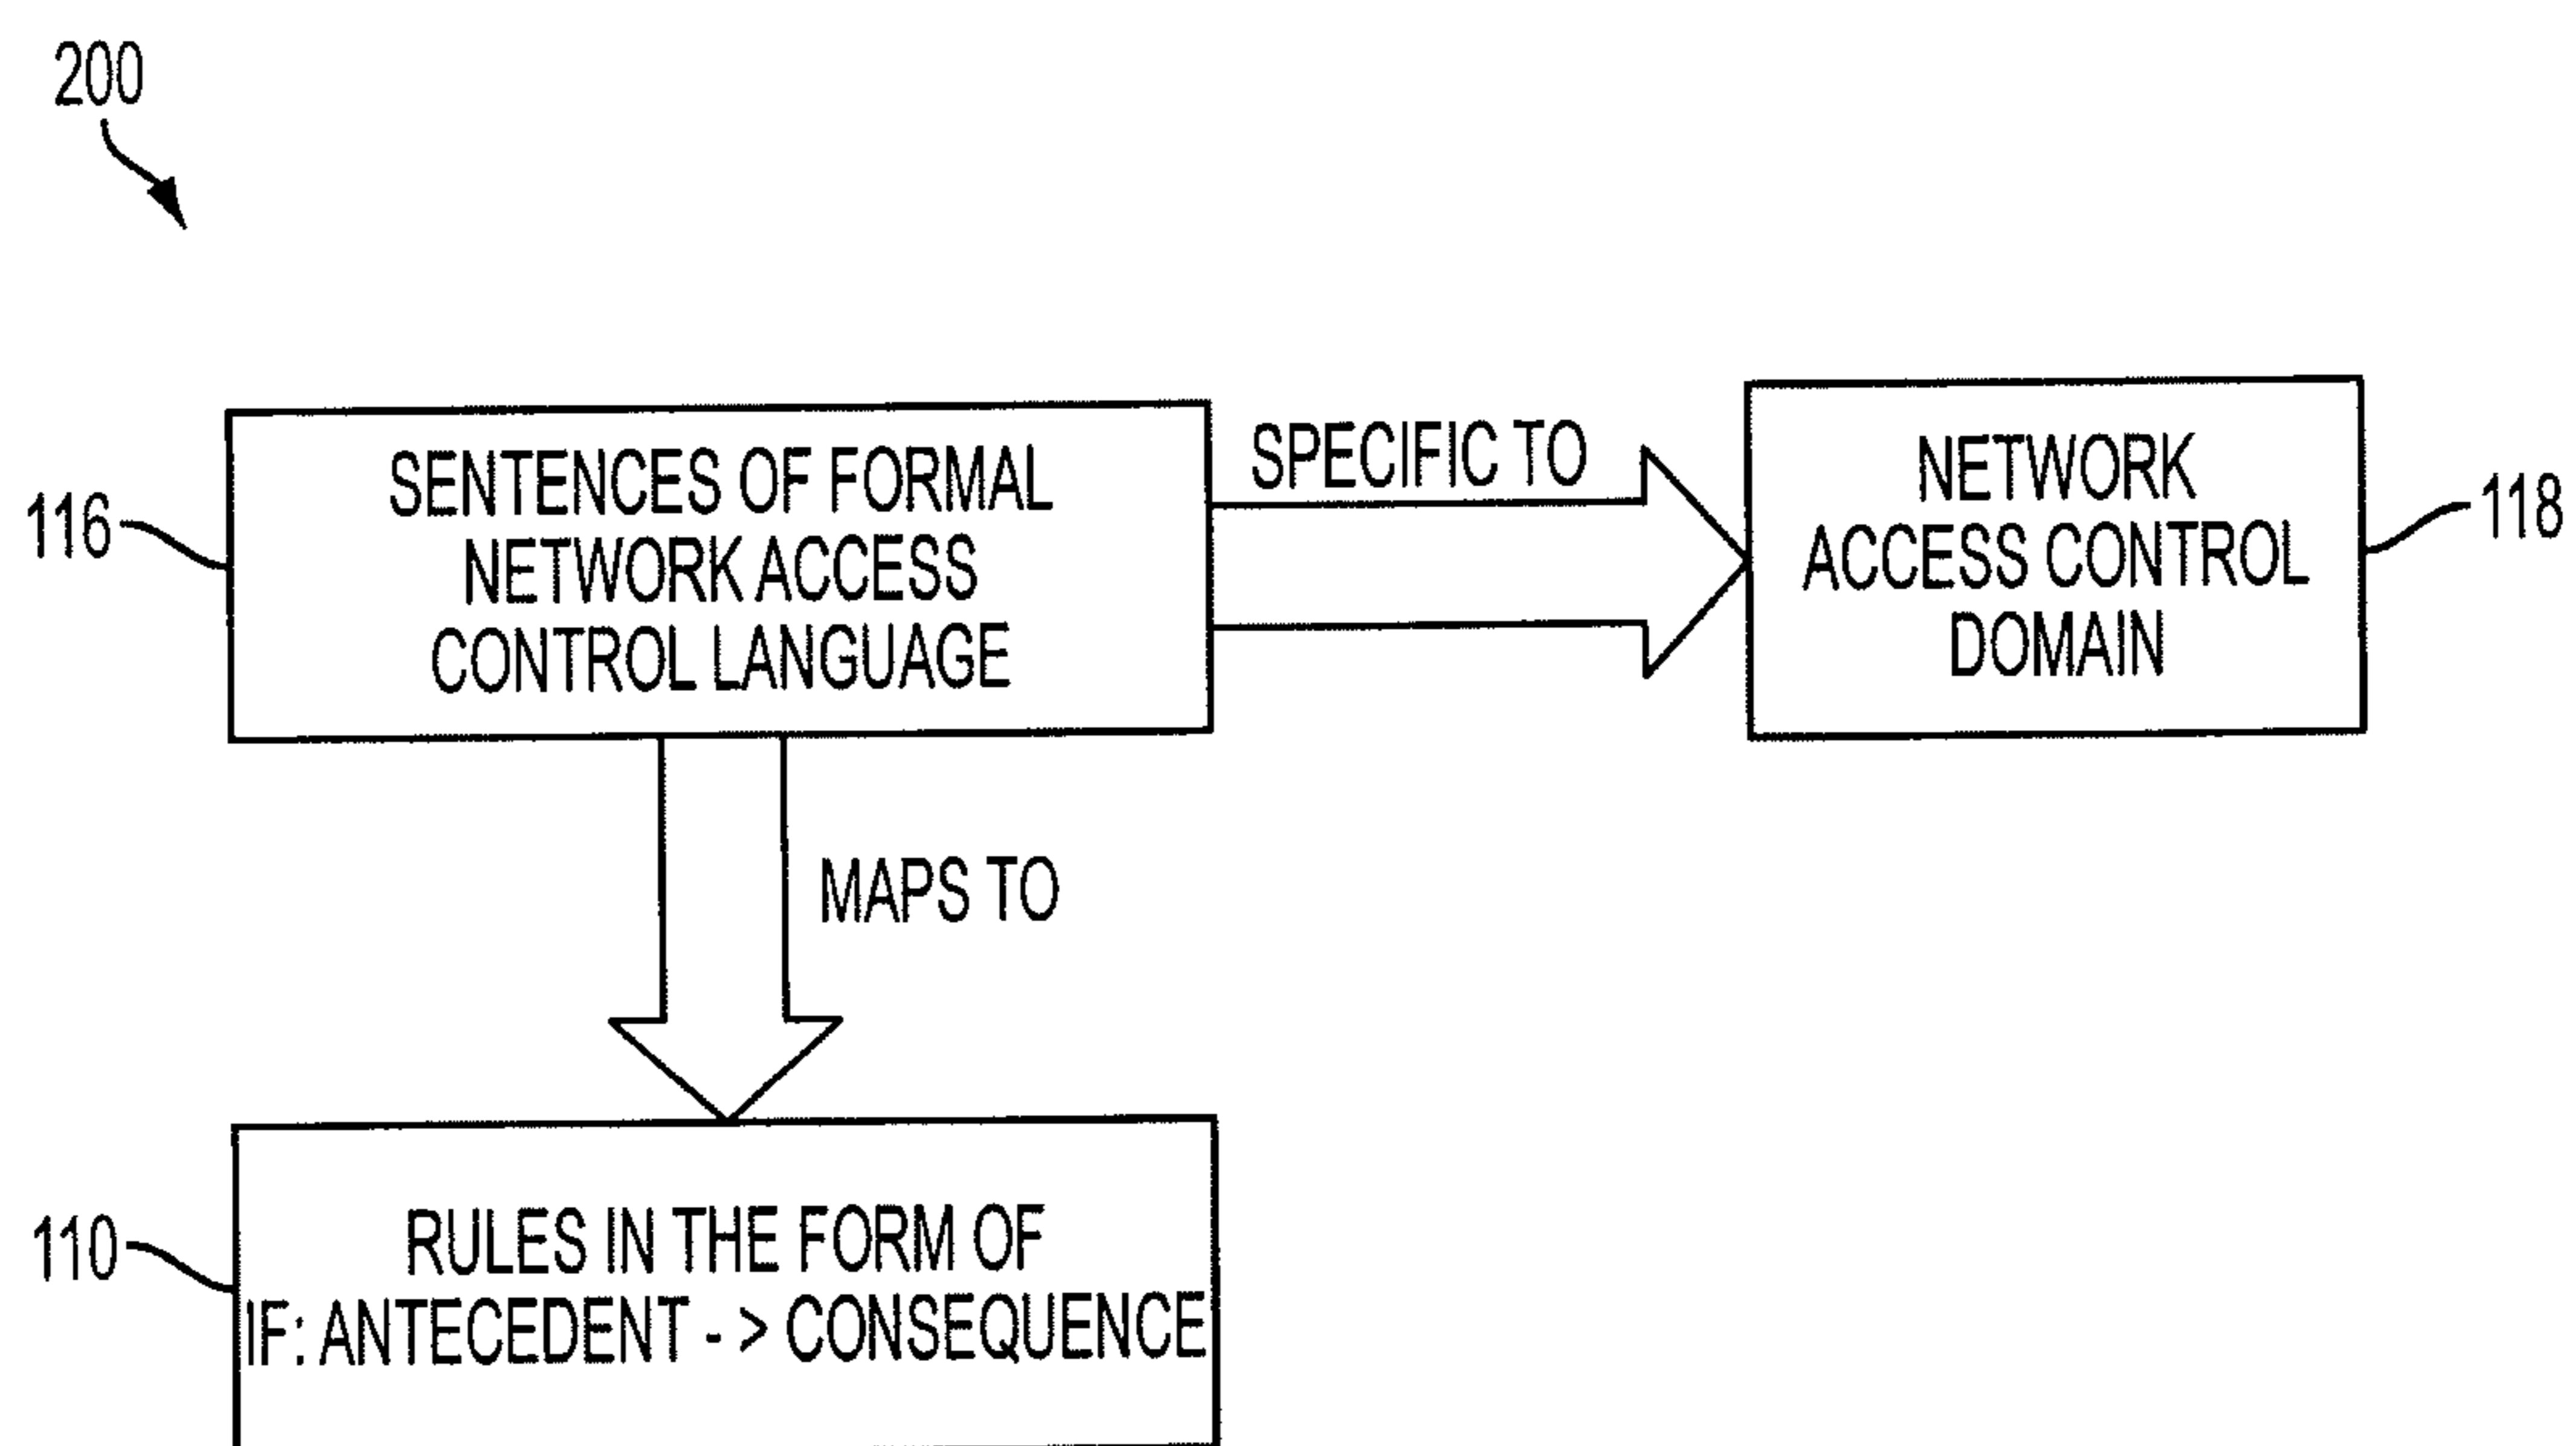 200
SENTENCES OF FORMAL
NETWORK ACCESS
CONTROL LANGUAGE
116
SPECIFIC TO
NETWORK
ACCESS CONTROL
DOMAIN
118
MAPS TO
110
RULES IN THE FORM OF
IF: ANTECEDENT - > CONSEQUENCE